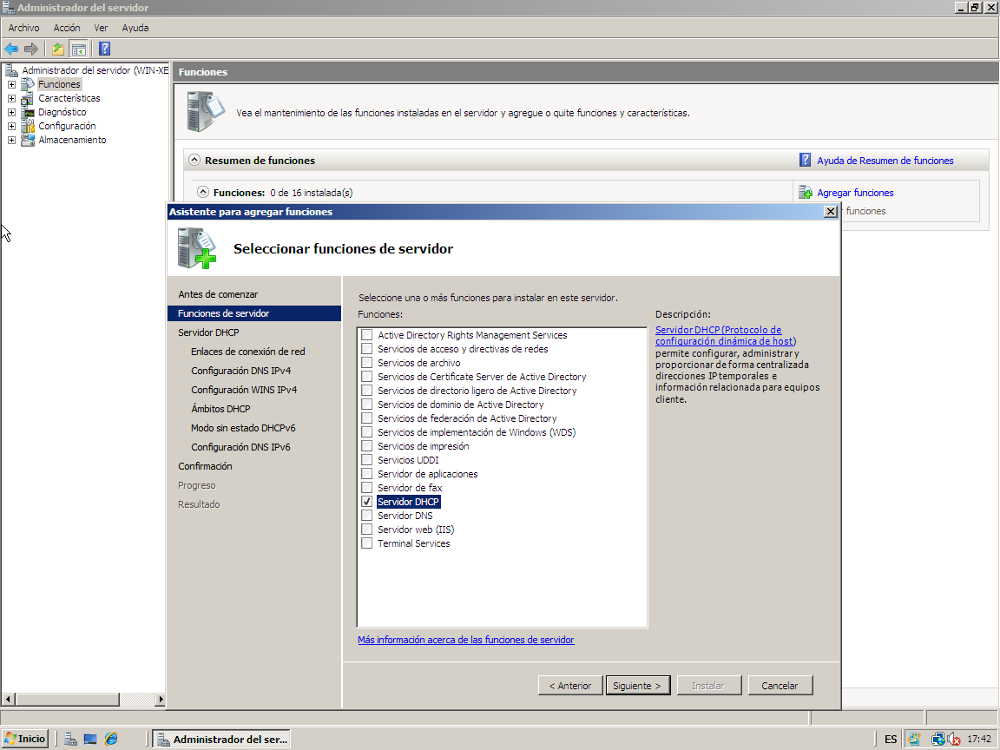 Administrador del servidor
Archivo Acción Ver Ayuda
Administrador del servidor (WIN-XE
Funciones
Características
Diagnóstico
Configuración
Almacenamiento
Funciones
Vea el mantenimiento de las funciones instaladas en el servidor y agregue o quite funciones y características.
Resumen de funciones
Ayuda de Resumen de funciones
Funciones: 0 de 16 instalada(s)
Agregar funciones
funciones
Asistente para agregar funciones
Seleccionar funciones de servidor
Antes de comenzar
Funciones de servidor
Servidor DHCP
Enlaces de conexión de red
Configuración DNS IPv4
Configuración WINS IPv4
Ámbitos DHCP
Modo sin estado DHCPv6
Configuración DNS IPv6
Confirmación
Progreso
Resultado
Seleccione una o más funciones para instalar en este servidor.
Funciones:
Active Directory Rights Management Services
Servicios de acceso y directivas de redes
Servicios de archivo
Servicios de Certificate Server de Active Directory
Servicios de directorio ligero de Active Directory
Servicios de dominio de Active Directory
Servicios de federación de Active Directory
Servicios de implementación de Windows (WDS)
Servicios de impresión
Servicios UDDI
Servidor de aplicaciones
Servidor de fax
Servidor DHCP
Servidor DNS
Servidor web (IIS)
Terminal Services
Más información acerca de las funciones de servidor
Descripción:
Servidor DHCP (Protocolo de
configuración dinámica de host)
permite configurar, administrar y
proporcionar de forma centralizada
direcciones IP temporales e
información relacionada para equipos
cliente.
< Anterior
Siguiente >
Instalar
Cancelar
Inicio
Administrador del ser...
ES
17:42